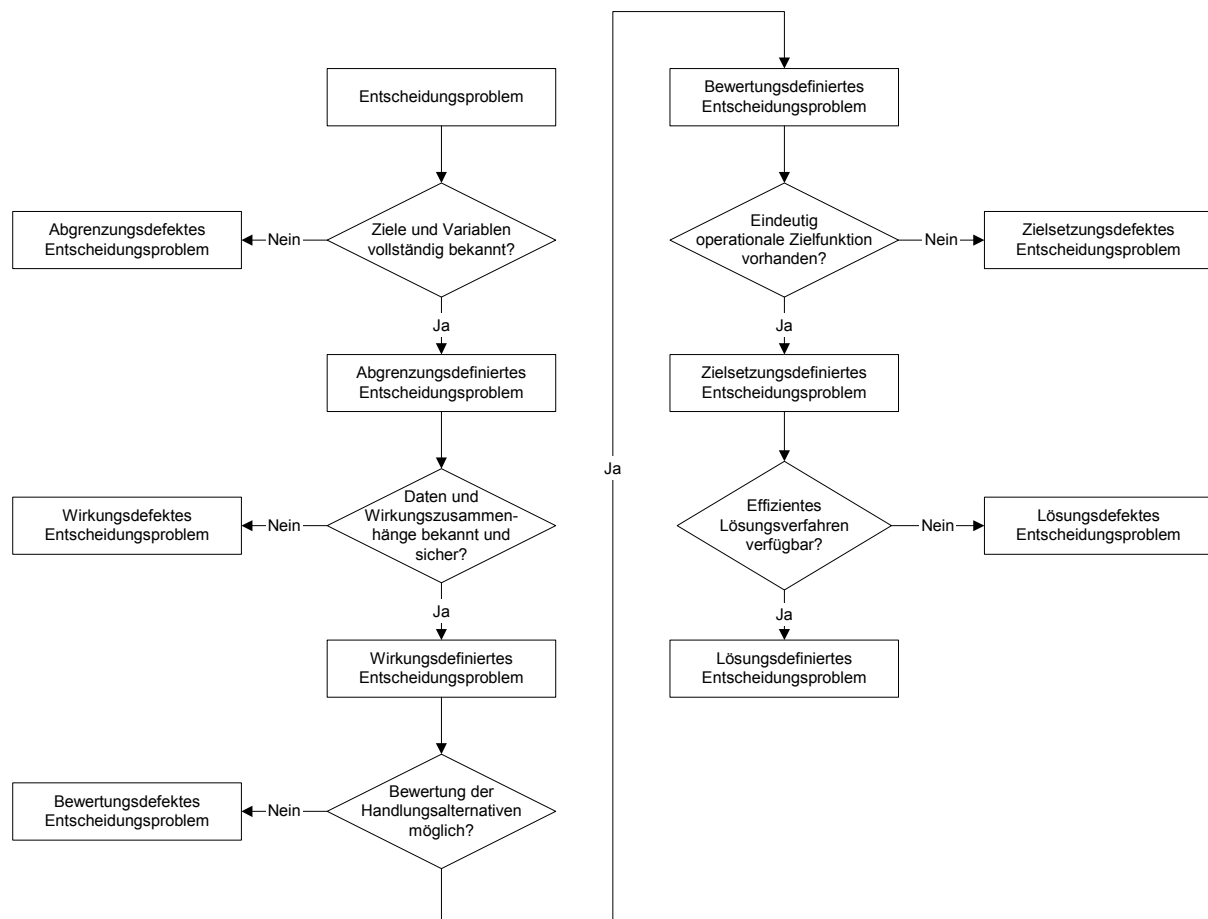 Entscheidungsproblem
Ziele und Variablen
vollständig bekannt?
Nein
Abgrenzungsdefektes
Entscheidungsproblem
Ja
Abgrenzungsdefiniertes
Entscheidungsproblem
Daten und
Wirkungszusammen-
hänge bekannt und
sicher?
Nein
Wirkungsdefektes
Entscheidungsproblem
Ja
Wirkungsdefiniertes
Entscheidungsproblem
Bewertung der
Handlungsalternativen
möglich?
Nein
Bewertungsdefektes
Entscheidungsproblem
Ja
Bewertungsdefiniertes
Entscheidungsproblem
Eindeutig
operationale Zielfunktion
vorhanden?
Nein
Zielsetzungsdefektes
Entscheidungsproblem
Ja
Zielsetzungsdefiniertes
Entscheidungsproblem
Effizientes
Lösungsverfahren
verfügbar?
Nein
Lösungsdefektes
Entscheidungsproblem
Ja
Lösungsdefiniertes
Entscheidungsproblem